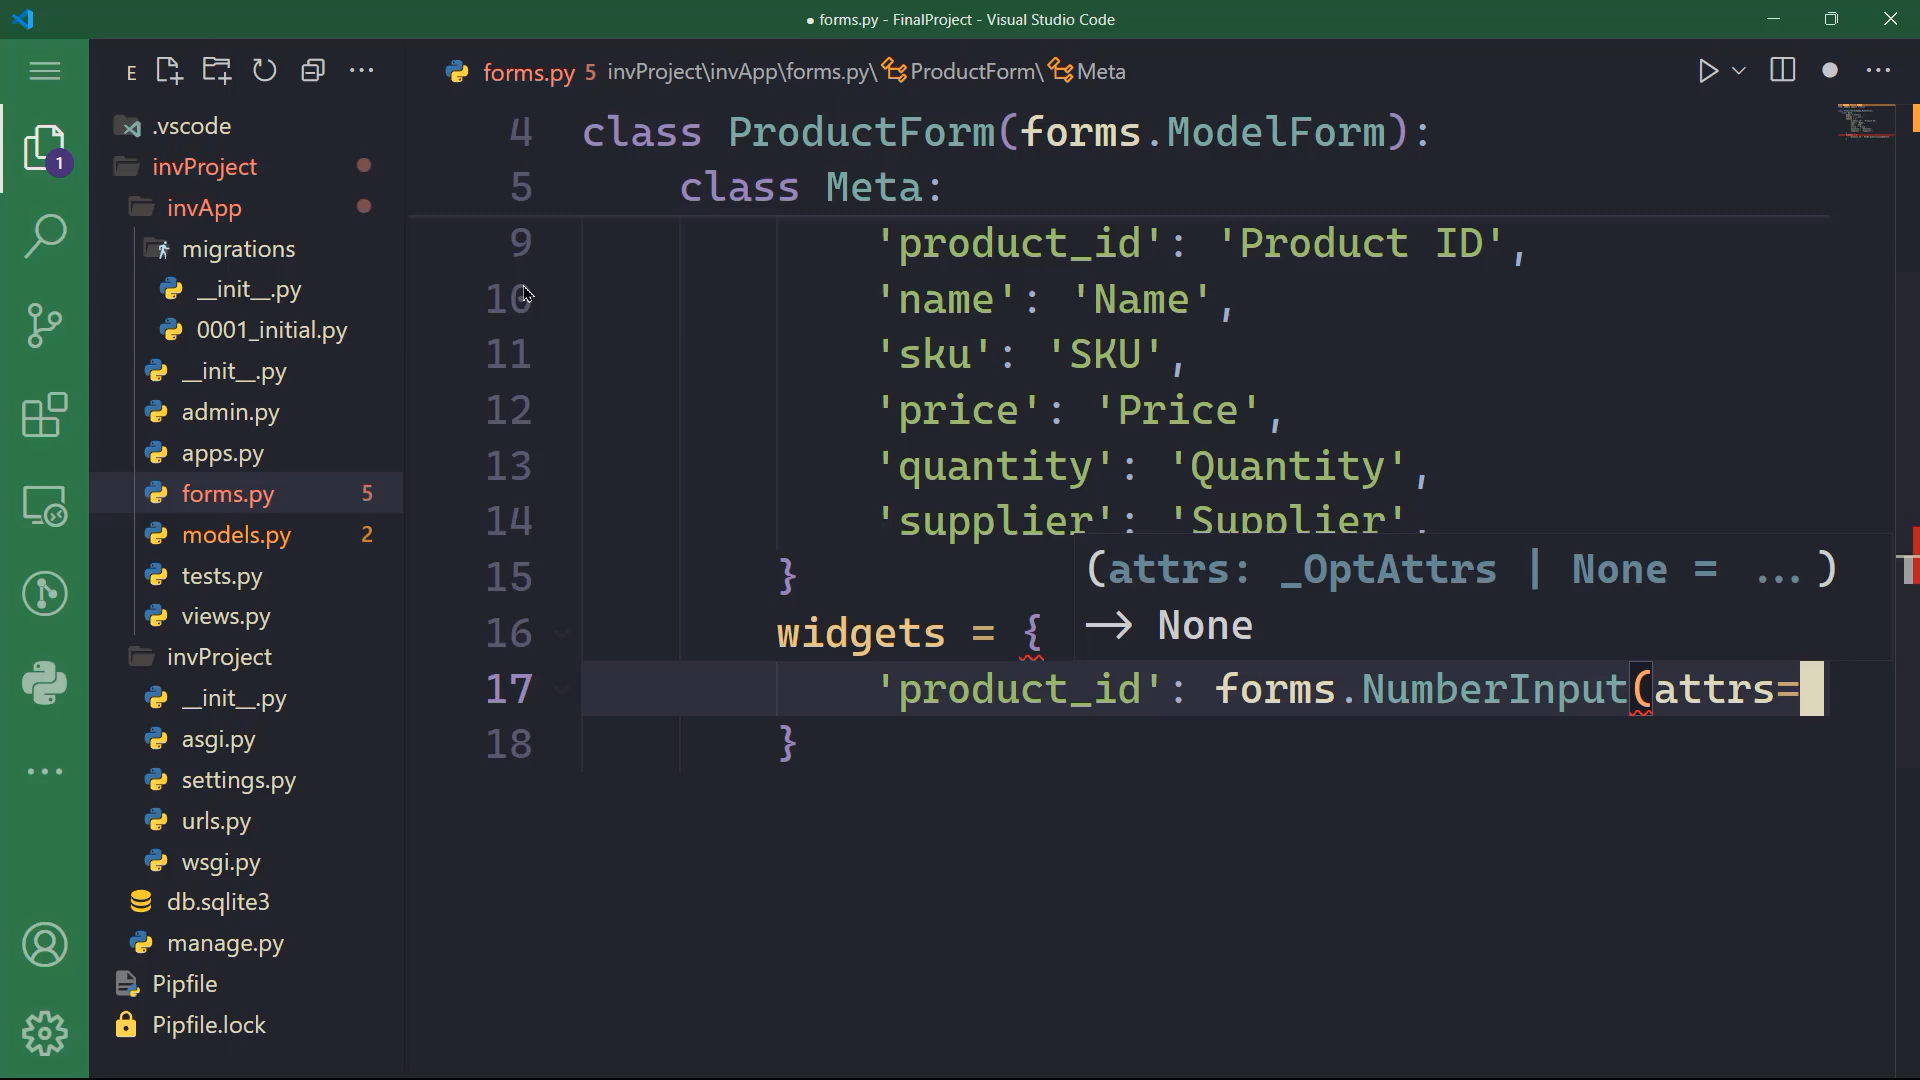 ● forms.py - FinalProject - Visual Studio Code
E
forms.py 5 invProject\invApp\forms.py\ ProductForm\ Meta
1
.vscode
invProject
invApp
migrations
__init__.py
0001_initial.py
__init__.py
admin.py
apps.py
forms.py 5
models.py 2
tests.py
views.py
invProject
__init__.py
asgi.py
settings.py
urls.py
wsgi.py
db.sqlite3
manage.py
Pipfile
Pipfile.lock
4 class ProductForm(forms.ModelForm):
5 class Meta:
9 'product_id': 'Product ID',
10 'name': 'Name',
11 'sku': 'SKU',
12 'price': 'Price',
13 'quantity': 'Quantity',
14 'supplier': 'Supplier',
15 }
(attrs: _OptAttrs | None = ...)
→ None
16 widgets = {
17 'product_id': forms.NumberInput(attrs=
18 }